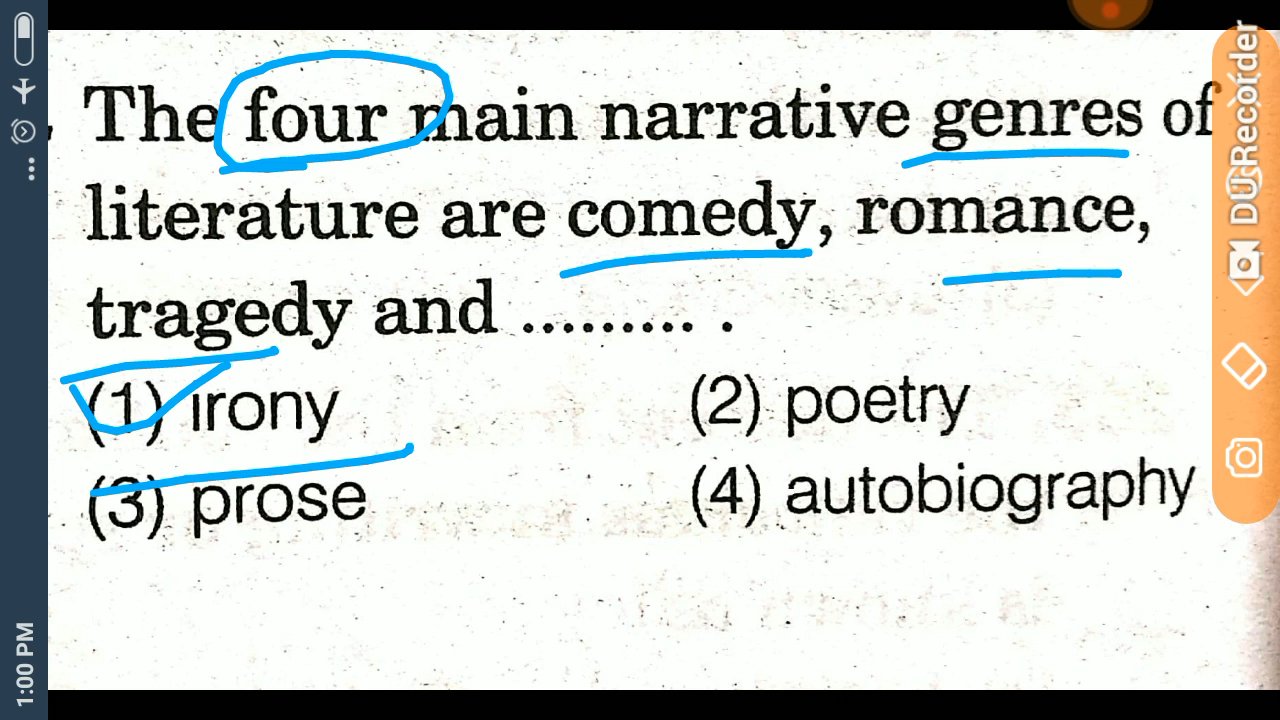 The four main narrative genres of
literature are comedy, romance,
tragedy and ......... .
(1) irony
(2) poetry
(3) prose
(4) autobiography
DU Recorder
1:00 PM